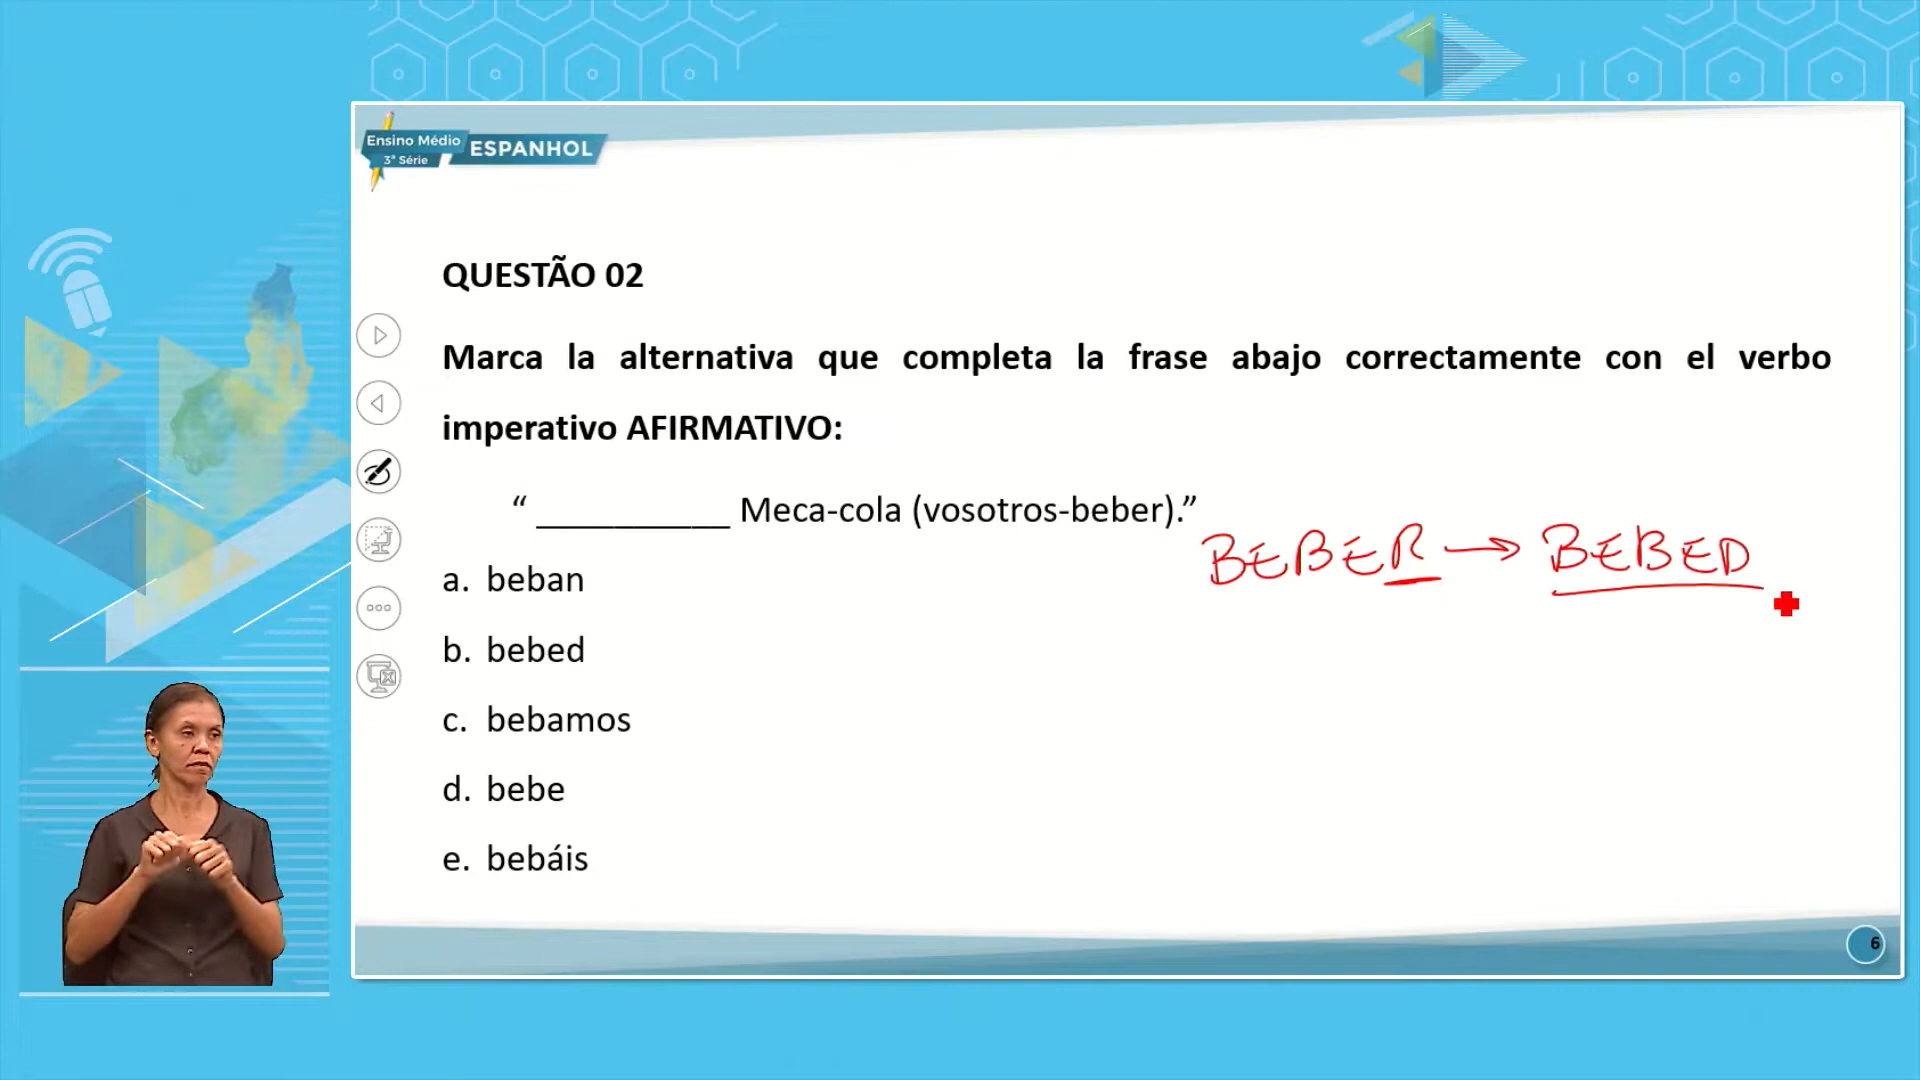 Ensino Médio
3ª Série
ESPANHOL
QUESTÃO 02
Marca la alternativa que completa la frase abajo correctamente con el verbo
imperativo AFIRMATIVO:
“ __________ Meca-cola (vosotros-beber).”
BEBER → BEBED
a. beban
b. bebed
c. bebamos
d. bebe
e. bebáis
6